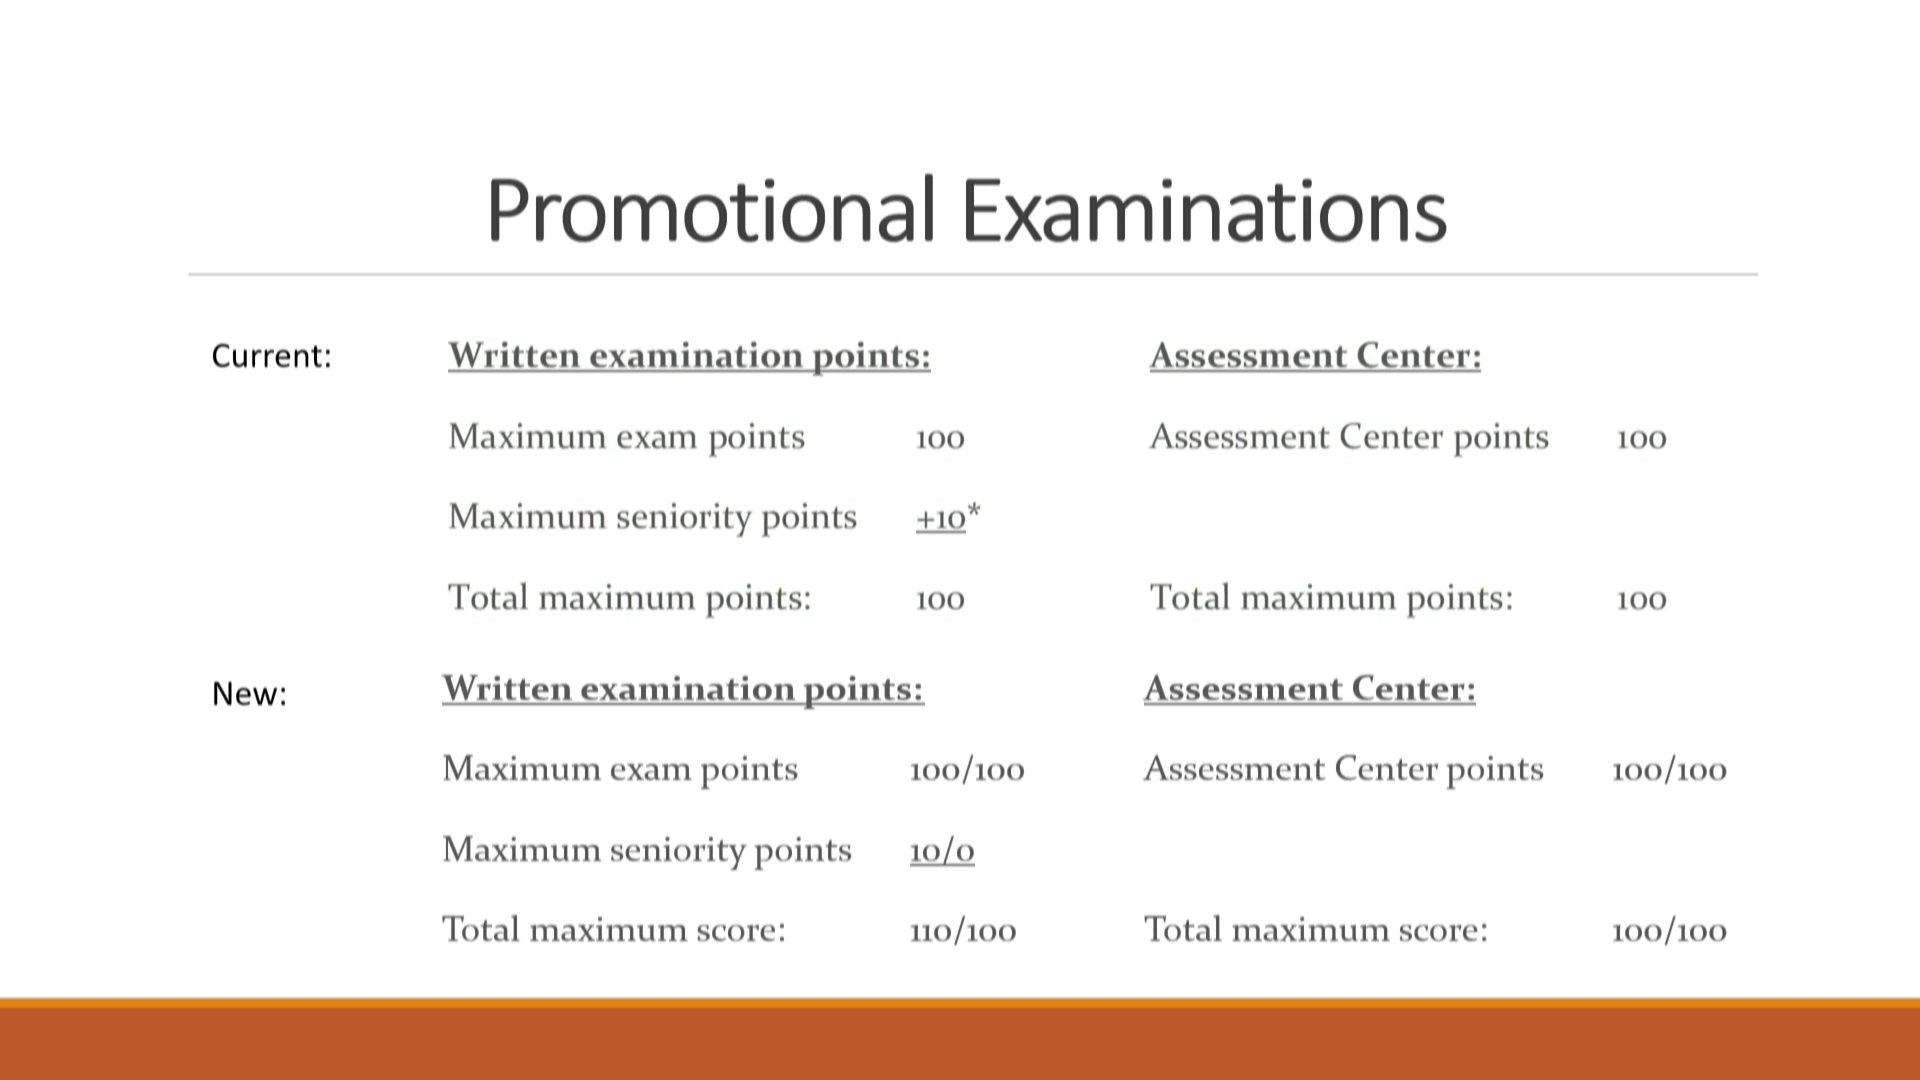 Promotional Examinations
Current: Written examination points: Assessment Center:
Maximum exam points 100 Assessment Center points 100
Maximum seniority points +10*
Total maximum points: 100 Total maximum points: 100
New: Written examination points: Assessment Center:
Maximum exam points 100/100 Assessment Center points 100/100
Maximum seniority points 10/0
Total maximum score: 110/100 Total maximum score: 100/100